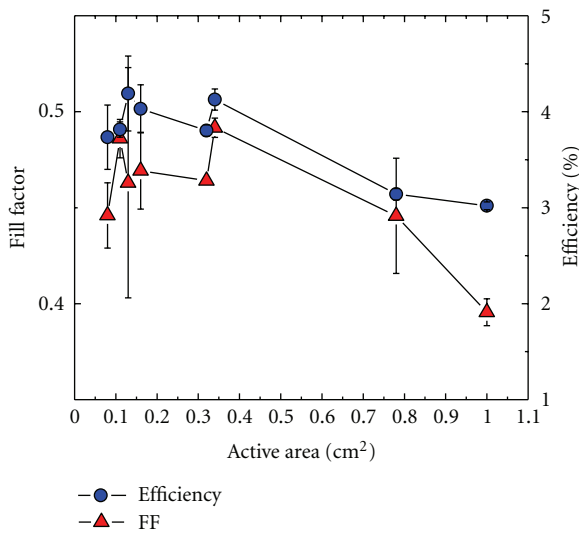 5
0.5
4
Fill factor
3
Efficiency (%)
0.4
2
1
0 0.1 0.2 0.3 0.4 0.5 0.6 0.7 0.8 0.9 1 1.1
Active area (cm²)
Efficiency
FF